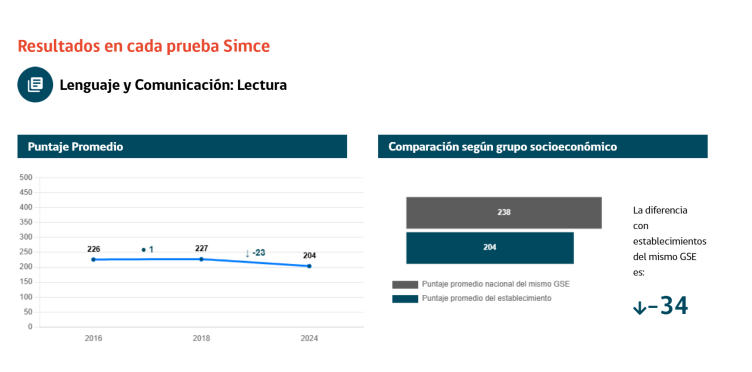 Resultados en cada prueba Simce
Lenguaje y Comunicación: Lectura
Puntaje Promedio
500
450
400
350
300
250
200
150
100
50
0
226
• 1
227
↓ -23
204
2016
2018
2024
Comparación según grupo socioeconómico
238
204
Puntaje promedio nacional del mismo GSE
Puntaje promedio del establecimiento
La diferencia
con
establecimientos
del mismo GSE
es:
↓-34